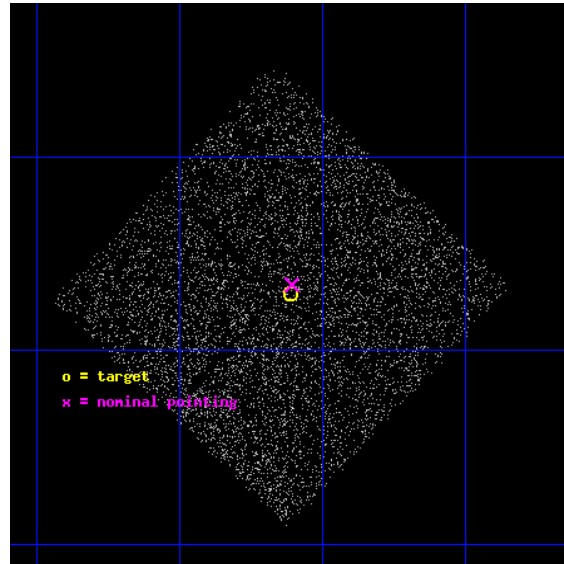 o = target
x = nominal pointing